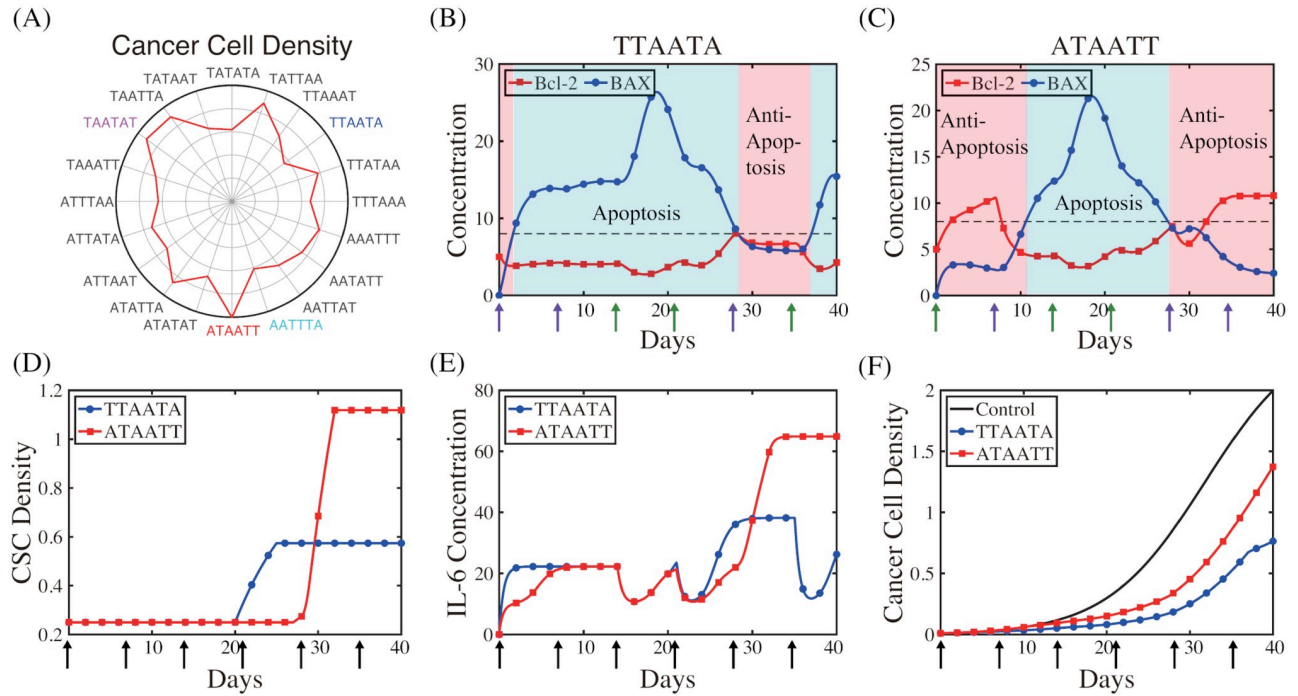 (A)
Cancer Cell Density
TATATA
TATTAA
TTAAAT
TTAATA
TTATAA
TTTAAA
AAATTT
AATATT
AATTAT
AATTTA
ATAATT
ATATAT
ATATTA
ATTAAT
ATTATA
ATTTAA
TAAATT
TAATAT
TAATTA
TATAAT
(B)
TTAATA
Bcl-2
BAX
Anti-
Apop-
tosis
Apoptosis
Concentration
30
20
10
0
10
20
30
40
Days
(C)
ATAATT
Bcl-2
BAX
Anti-
Apoptosis
Apoptosis
Anti-
Apoptosis
Concentration
25
20
15
10
5
0
0
10
20
30
40
Days
(D)
TTAATA
ATAATT
CSC Density
1.2
1
0.8
0.6
0.4
0.2
10
20
30
40
Days
(E)
TTAATA
ATAATT
IL-6 Concentration
80
60
40
20
0
10
20
30
40
Days
(F)
Control
TTAATA
ATAATT
Cancer Cell Density
2
1.5
1
0.5
0
10
20
30
40
Days